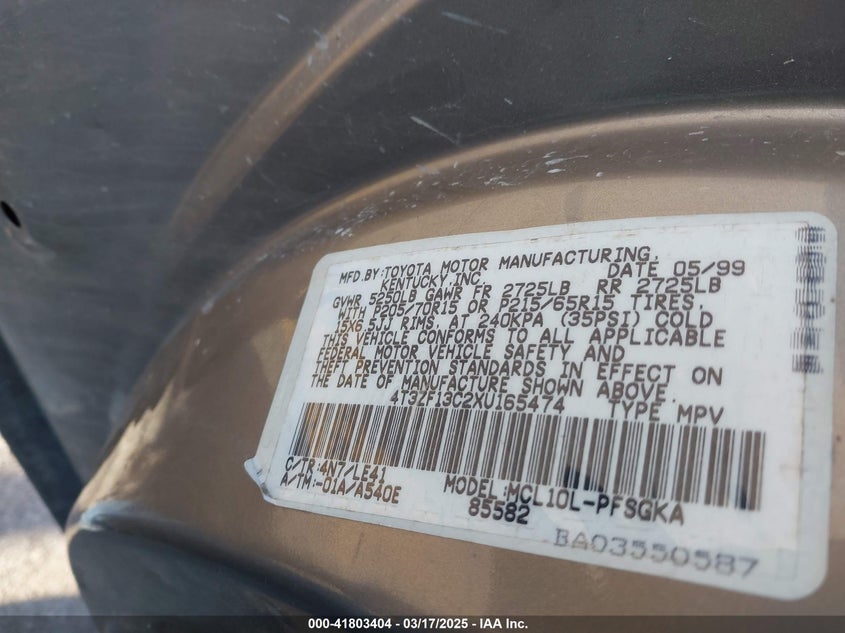 MFD.BY:TOYOTA MOTOR MANUFACTURING,
KENTUCKY,INC. DATE 05/99
GVWR 5250LB GAWR FR 2725LB RR 2725LB
WITH P205/70R15 OR P215/65R15 TIRES,
15X6.5JJ RIMS, AT 240KPA (35PSI) COLD
THIS VEHICLE CONFORMS TO ALL APPLICABLE
FEDERAL MOTOR VEHICLE SAFETY AND
THEFT PREVENTION STANDARDS IN EFFECT ON
THE DATE OF MANUFACTURE SHOWN ABOVE.
4T3ZF13C2XU165474 TYPE MPV
C/TR:4N7/LE41
A/TM:-01A/A540E
MODEL:MCL10L-PFSGKA
85582
BA03550587
000-41803404 - 03/17/2025 - IAA Inc.